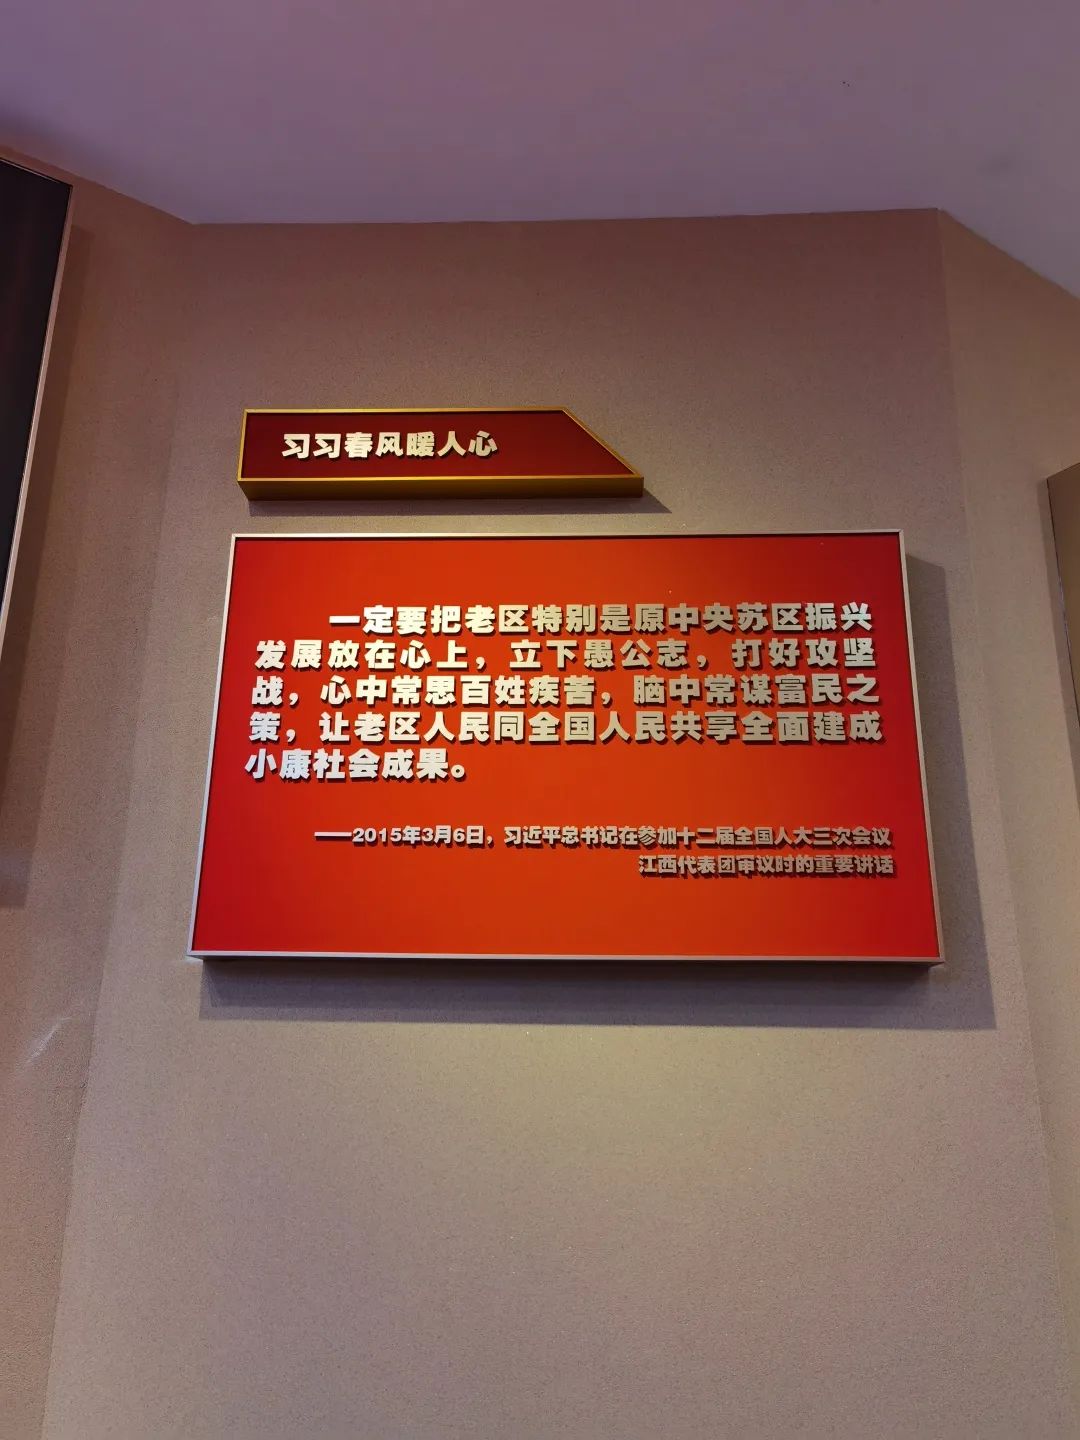 习习春风暖人心
一定要把老区特别是原中央苏区振兴
发展放在心上，立下愚公志，打好攻坚
战，心中常思百姓疾苦，脑中常谋富民之
策，让老区人民同全国人民共享全面建成
小康社会成果。
——2015年3月6日，习近平总书记在参加十二届全国人大三次会议
江西代表团审议时的重要讲话